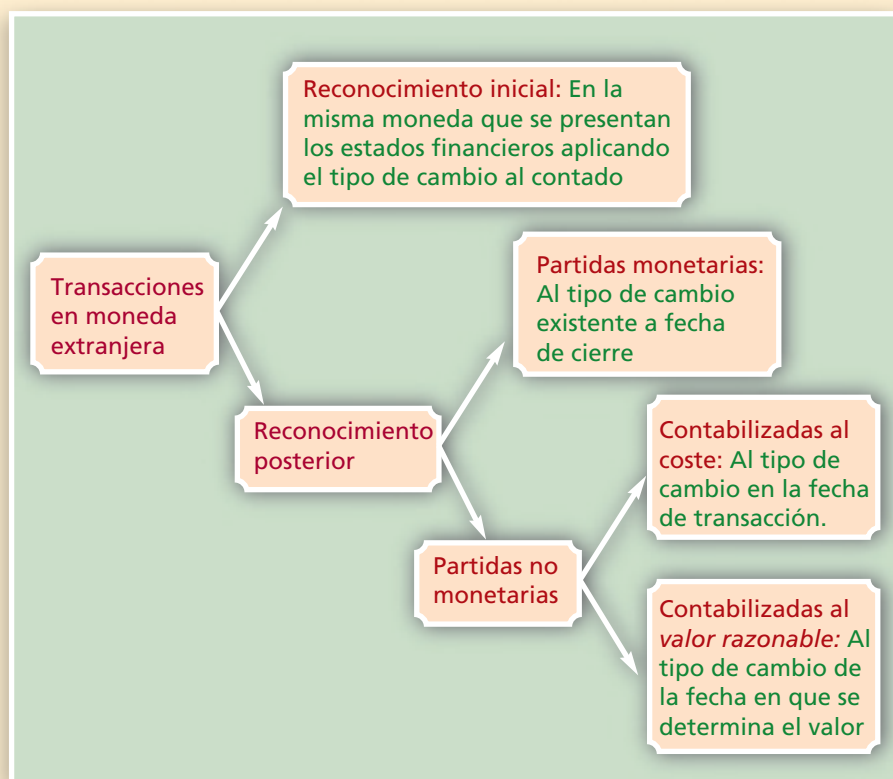 Reconocimiento inicial: En la
misma moneda que se presentan
los estados financieros aplicando
el tipo de cambio al contado
Transacciones
en moneda
extranjera
Partidas monetarias:
Al tipo de cambio
existente a fecha
de cierre
Reconocimiento
posterior
Contabilizadas al
coste: Al tipo de
cambio en la fecha
de transacción.
Partidas no
monetarias
Contabilizadas al
valor razonable: Al
tipo de cambio de
la fecha en que se
determina el valor